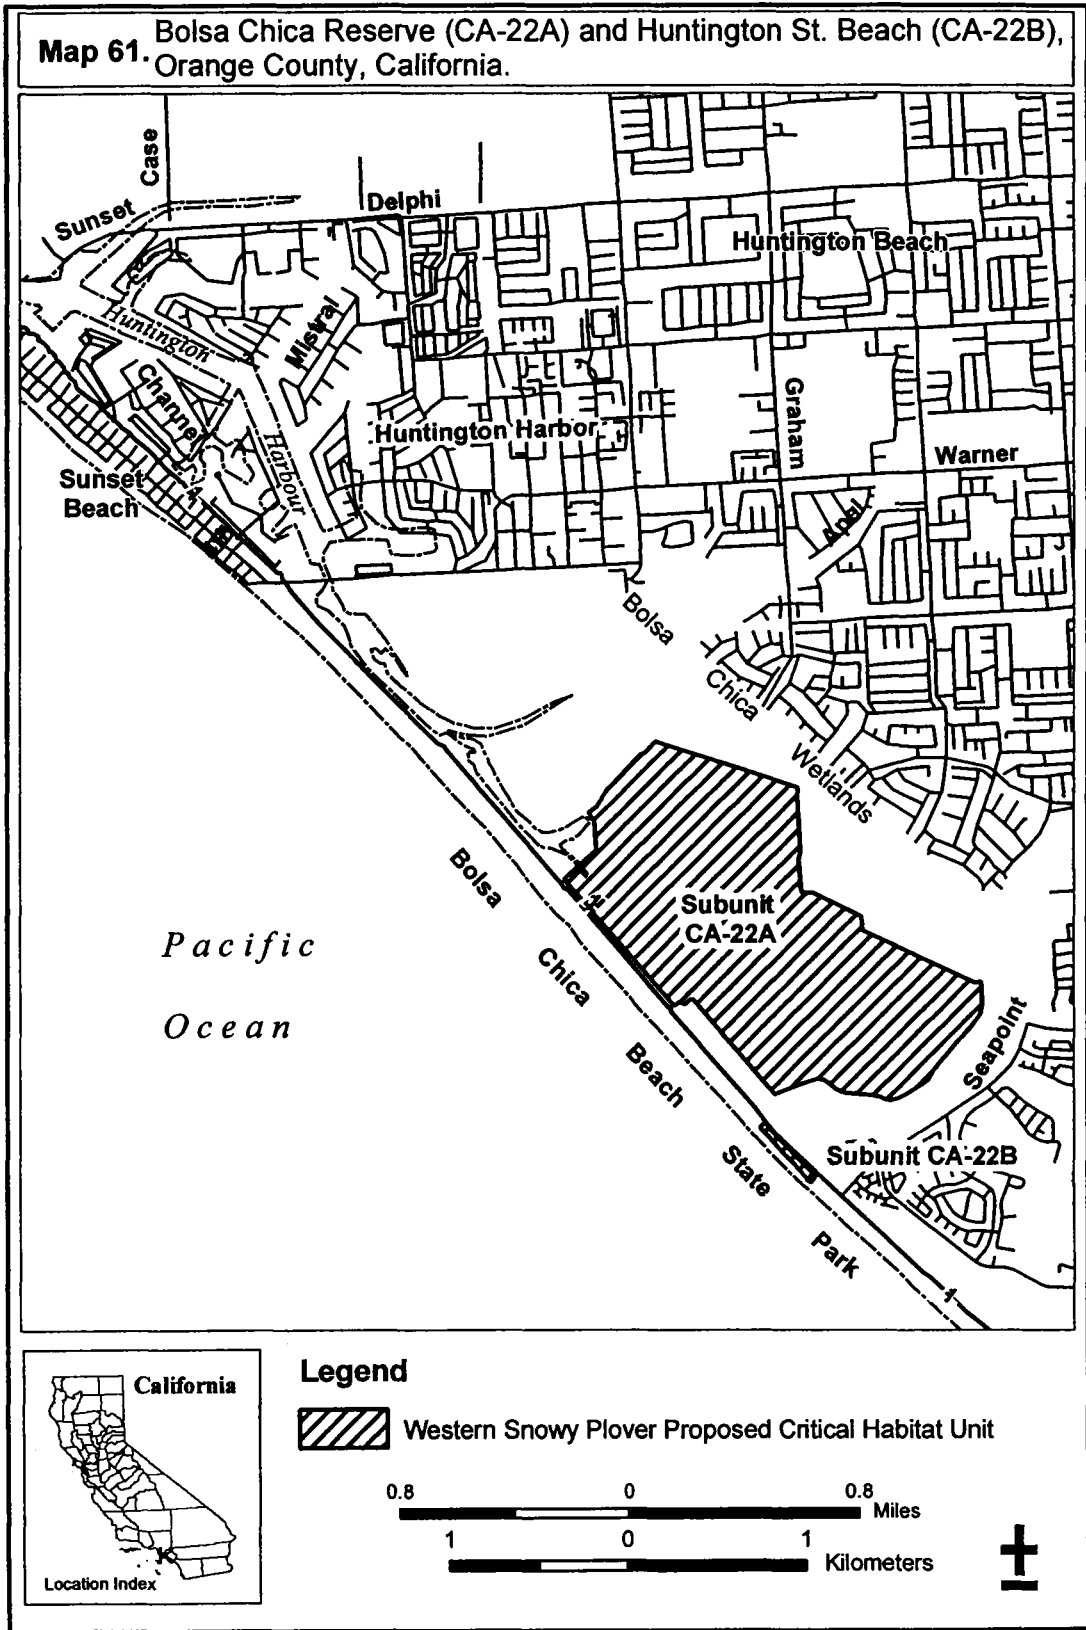 Map 61. Bolsa Chica Reserve (CA-22A) and Huntington St. Beach (CA-22B),
Orange County, California.
Case
Sunset
Delphi
Huntington Beach
Huntington
Mistral
Channel
Harbour
Huntington Harbor
Graham
Warner
Sunset
Beach
1
Apel
Bolsa
Chica
Wetlands
Subunit
CA-22A
Bolsa
Chica
Beach
State
Park
Pacific
Ocean
Seapoint
Subunit CA-22B
1
California
Location Index
Legend
Western Snowy Plover Proposed Critical Habitat Unit
0.8 0 0.8 Miles
1 0 1 Kilometers